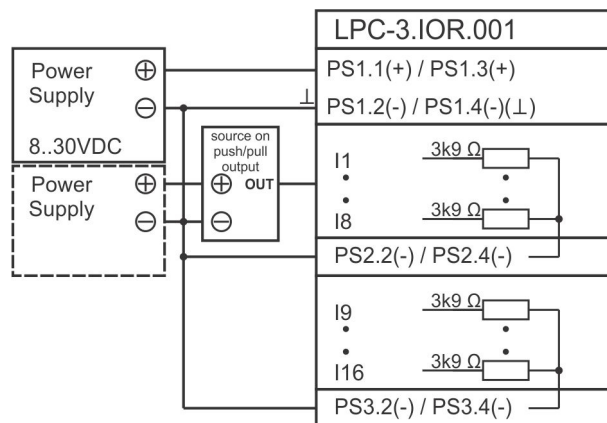 LPC-3.IOR.001
Power
Supply
⊕
⊖
8..30VDC
PS1.1(+) / PS1.3(+)
⊥
PS1.2(-) / PS1.4(-)(⊥)
Power
Supply
⊕
⊖
source on
push/pull
output
⊕ OUT
⊖
I1
3k9 Ω
I8
3k9 Ω
PS2.2(-) / PS2.4(-)
I9
3k9 Ω
I16
3k9 Ω
PS3.2(-) / PS3.4(-)